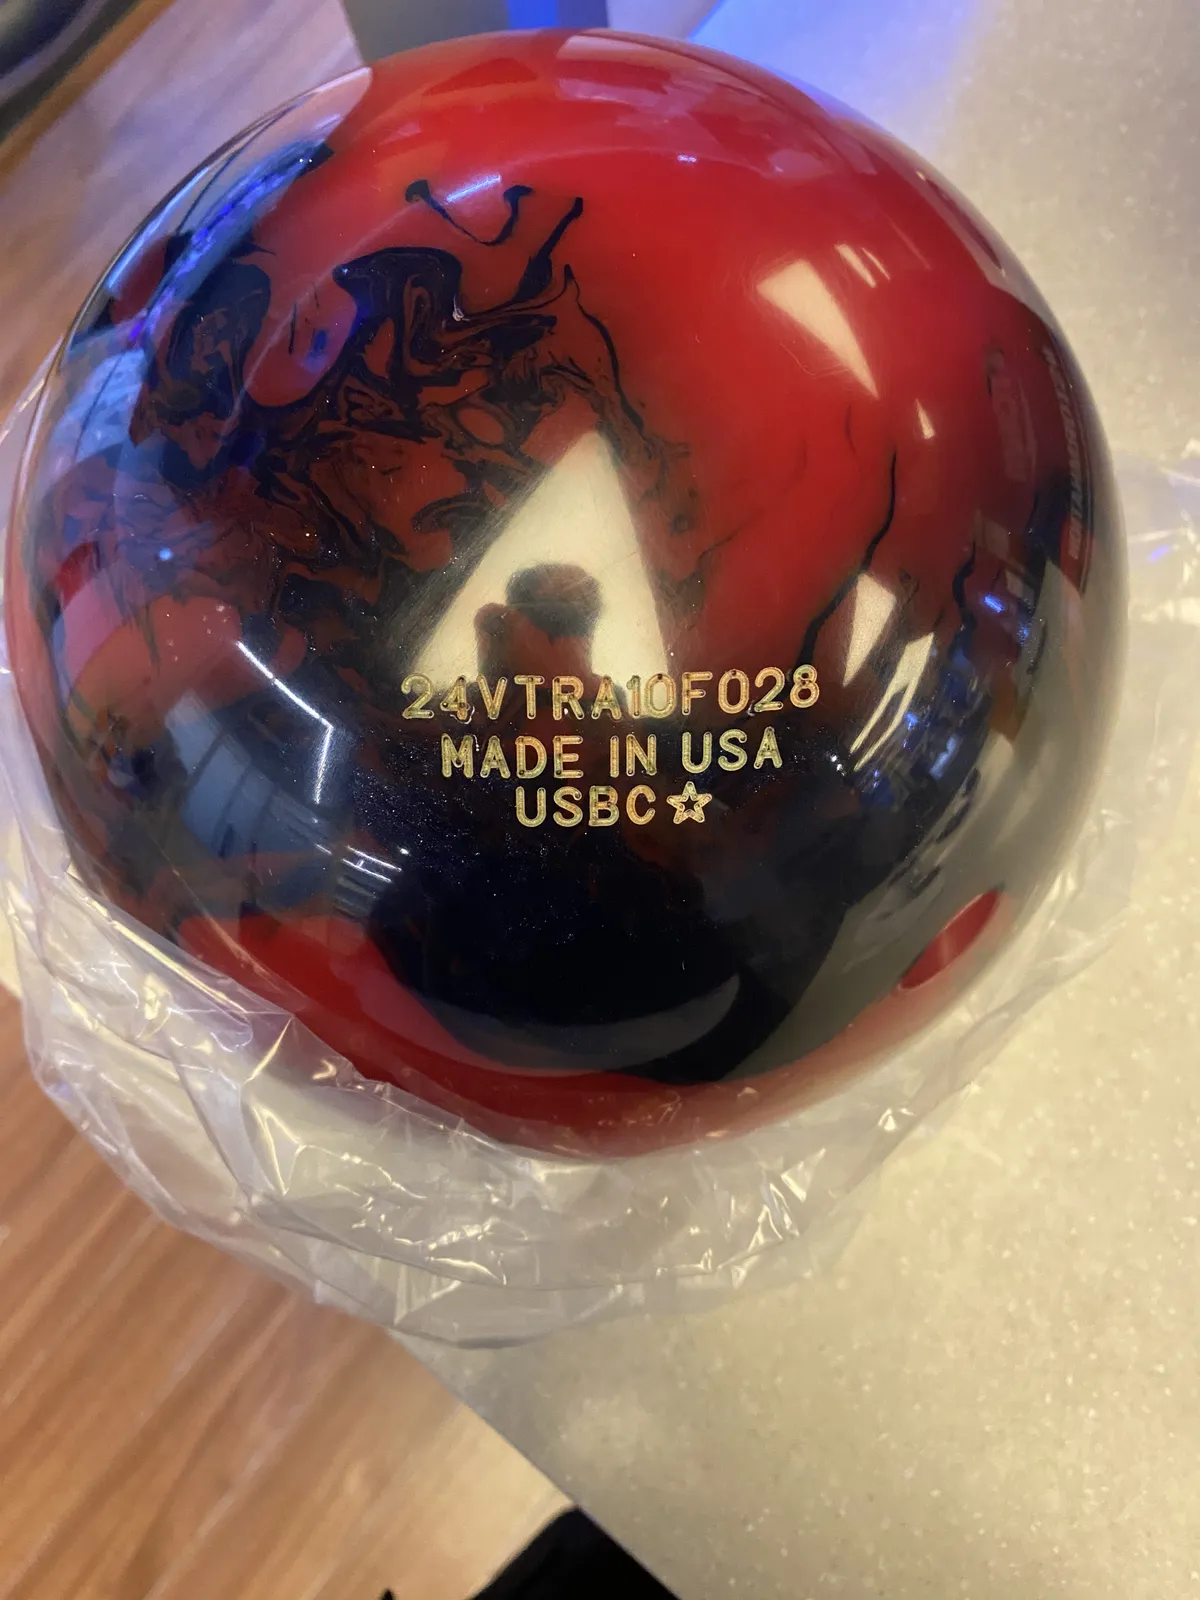 24VTRA10F028
MADE IN USA
USBC☆